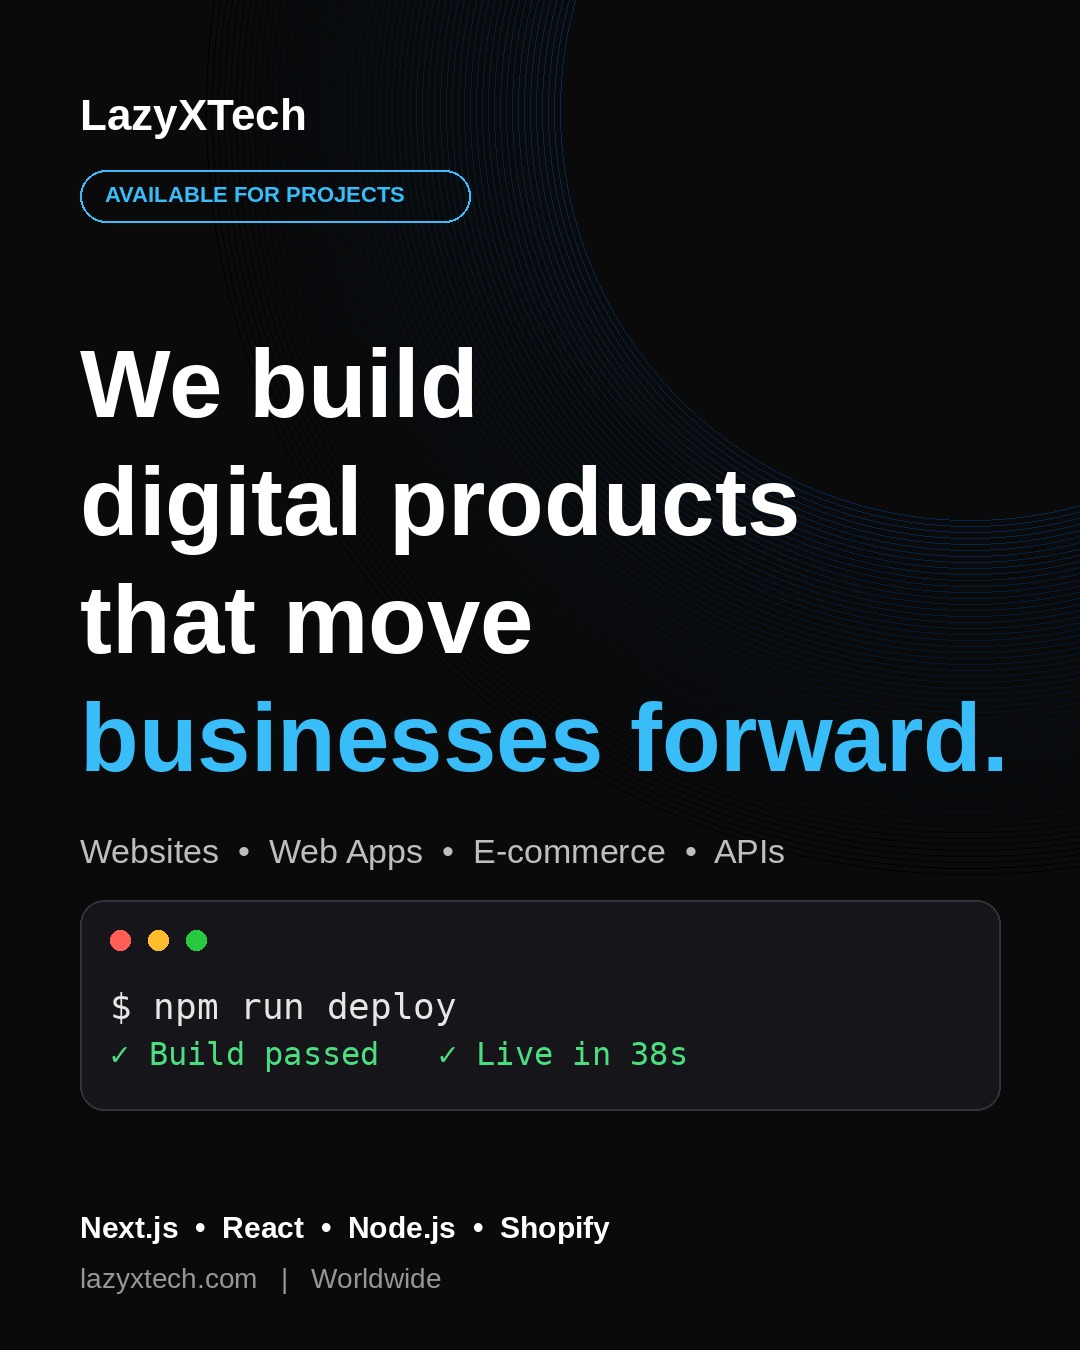 LazyXTech
AVAILABLE FOR PROJECTS
We build
digital products
that move
businesses forward.
Websites • Web Apps • E-commerce • APIs
$ npm run deploy
✓ Build passed ✓ Live in 38s
Next.js • React • Node.js • Shopify
lazyxtech.com | Worldwide